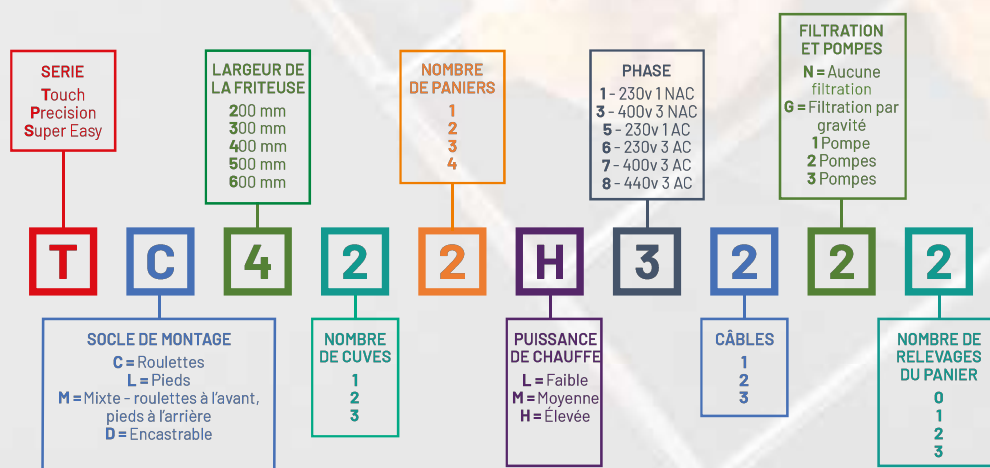 SERIE
Touch
Precision
Super Easy
LARGEUR DE
LA FRITEUSE
200 mm
300 mm
400 mm
500 mm
600 mm
NOMBRE
DE PANIERS
1
2
3
4
PHASE
1 - 230v 1 NAC
3 - 400v 3 NAC
5 - 230v 1 AC
6 - 230v 3 AC
7 - 400v 3 AC
8 - 440v 3 AC
FILTRATION
ET POMPES
N = Aucune
filtration
G = Filtration par
gravité
1 Pompe
2 Pompes
3 Pompes
T C 4 2 2 H 3 2 2 2
SOCLE DE MONTAGE
C = Roulettes
L = Pieds
M = Mixte - roulettes à l'avant,
pieds à l'arrière
D = Encastrable
NOMBRE
DE CUVES
1
2
3
PUISSANCE
DE CHAUFFE
L = Faible
M = Moyenne
H = Élevée
CÂBLES
1
2
3
NOMBRE DE
RELEVAGES
DU PANIER
0
1
2
3